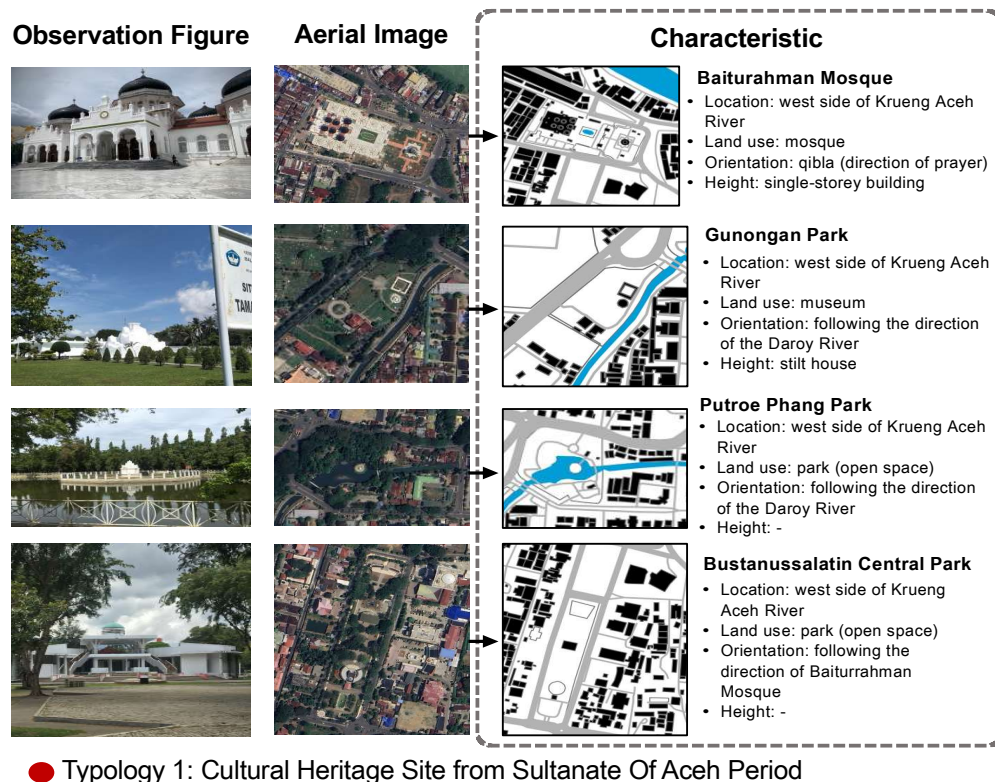 Observation Figure
Aerial Image
Characteristic
Baiturahman Mosque
• Location: west side of Krueng Aceh
River
• Land use: mosque
• Orientation: qibla (direction of prayer)
• Height: single-storey building
SIT
TAMA
Gunongan Park
• Location: west side of Krueng Aceh
River
• Land use: museum
• Orientation: following the direction
of the Daroy River
• Height: stilt house
Putroe Phang Park
• Location: west side of Krueng Aceh
River
• Land use: park (open space)
• Orientation: following the direction
of the Daroy River
• Height: -
Bustanussalatin Central Park
• Location: west side of Krueng
Aceh River
• Land use: park (open space)
• Orientation: following the
direction of Baiturrahman
Mosque
• Height: -
Typology 1: Cultural Heritage Site from Sultanate Of Aceh Period